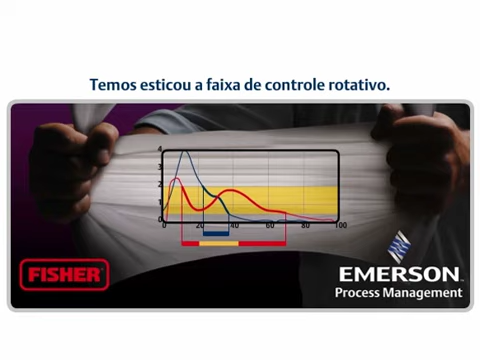 Temos esticou a faixa de controle rotativo.
4
3
2
1
0
0 20 40 60 80 100
FISHER
EMERSON
Process Management